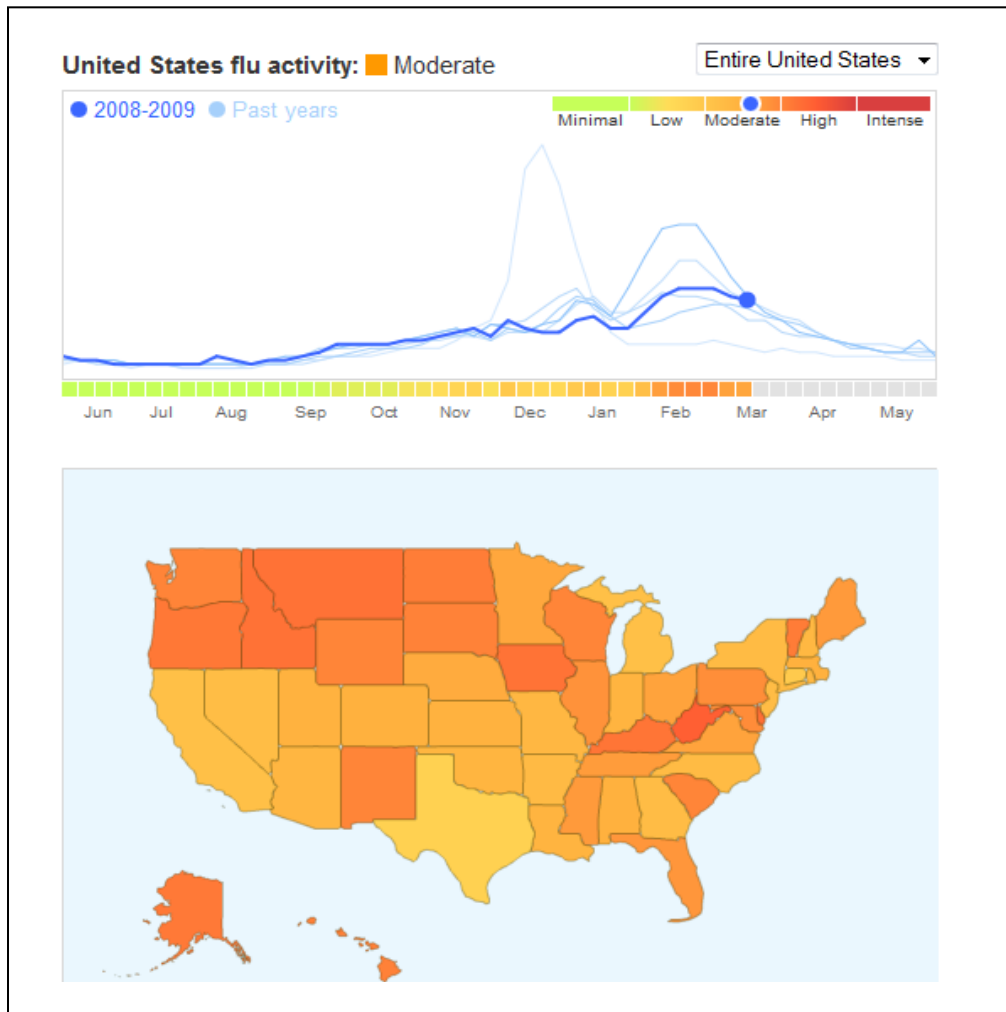 United States flu activity: Moderate
Entire United States
2008-2009 Past years
Minimal Low Moderate High Intense
Jun Jul Aug Sep Oct Nov Dec Jan Feb Mar Apr May